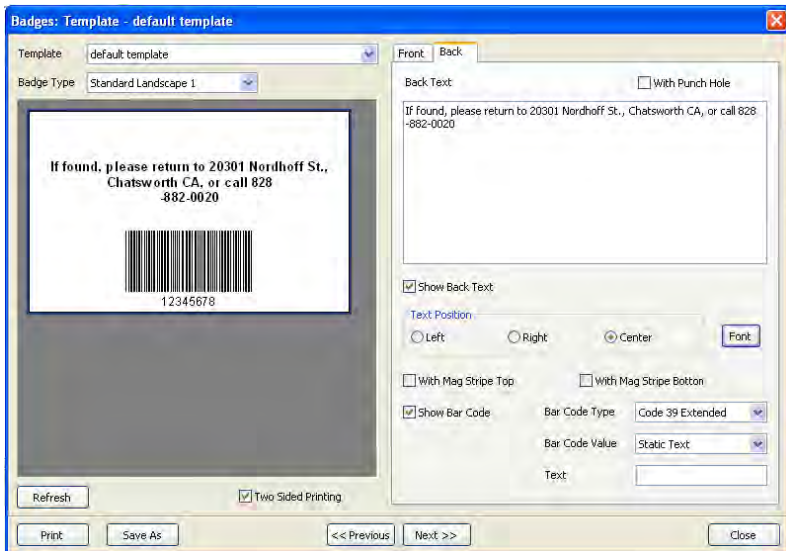 Badges: Template - default template
Template default template
Badge Type Standard Landscape 1
If found, please return to 20301 Nordhoff St.,
Chatsworth CA, or call 828
-882-0020
12345678
Refresh Two Sided Printing
Front Back
Back Text With Punch Hole
If found, please return to 20301 Nordhoff St., Chatsworth CA, or call 828
-882-0020
Show Back Text
Text Position
Left Right Center Font
With Mag Stripe Top With Mag Stripe Botton
Show Bar Code Bar Code Type Code 39 Extended
Bar Code Value Static Text
Text
Print Save As << Previous Next >> Close